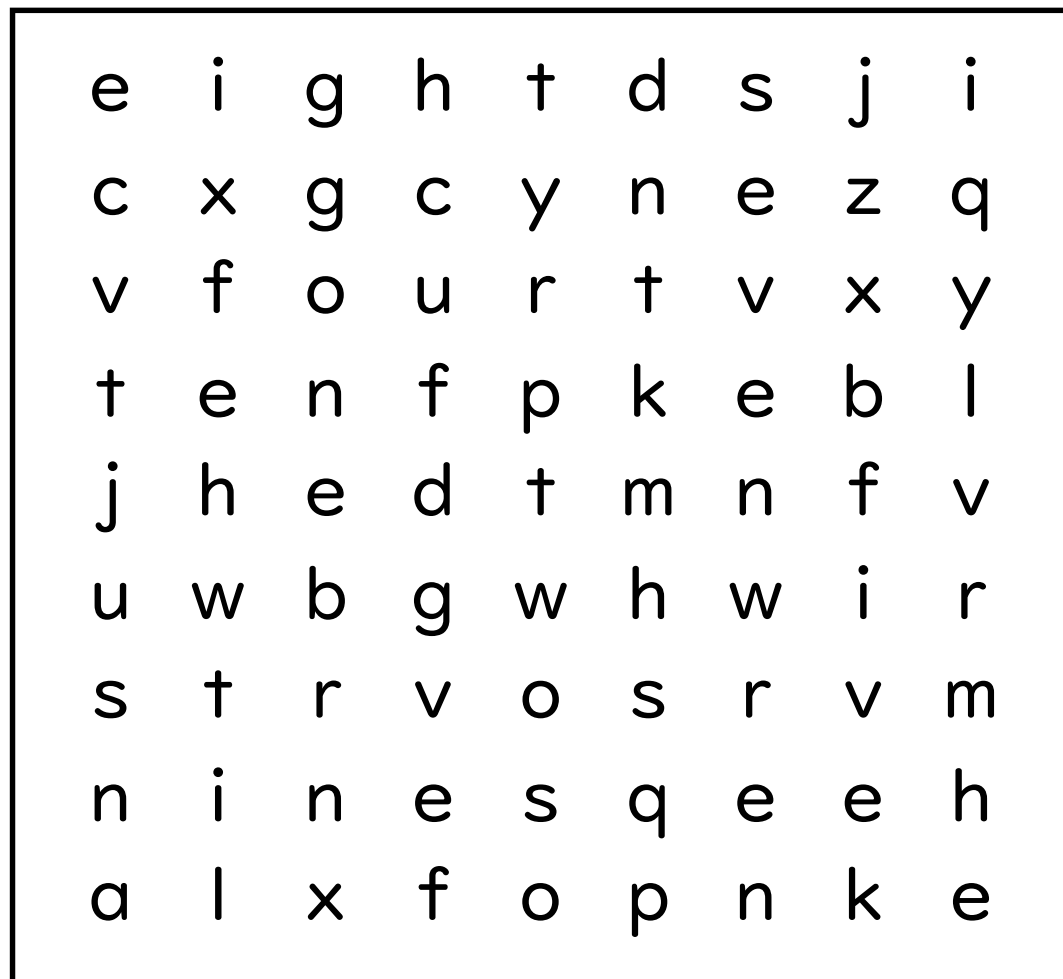 e i g h t d s j i
c x g c y n e z q
v f o u r t v x y
t e n f p k e b l
j h e d t m n f v
u w b g w h w i r
s t r v o s r v m
n i n e s q e e h
a l x f o p n k e